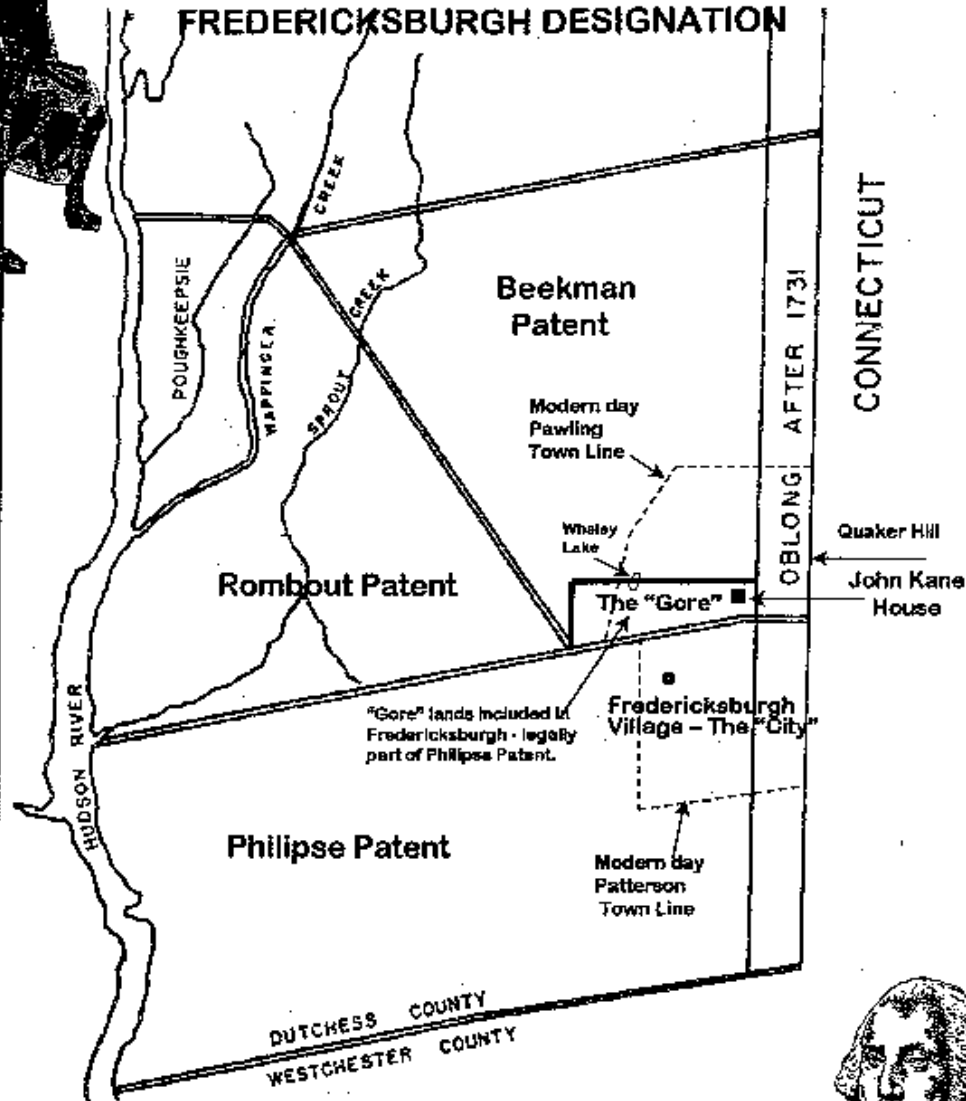 FREDERICKSBURGH DESIGNATION
CREEK
POUGHKEEPSIE
WAPPINGER
CREEK
SPROUT
Beekman
Patent
OBLONG AFTER 1731
CONNECTICUT
Modern day
Pawling
Town Line
Whaley
Lake
Quaker Hill
John Kane
House
Rombout Patent
The "Gore"
"Gore" lands included in
Fredericksburgh - legally
part of Philipse Patent.
Fredericksburgh
Village - The "City"
HUDSON RIVER
Philipse Patent
Modern day
Patterson
Town Line
DUTCHESS COUNTY
WESTCHESTER COUNTY